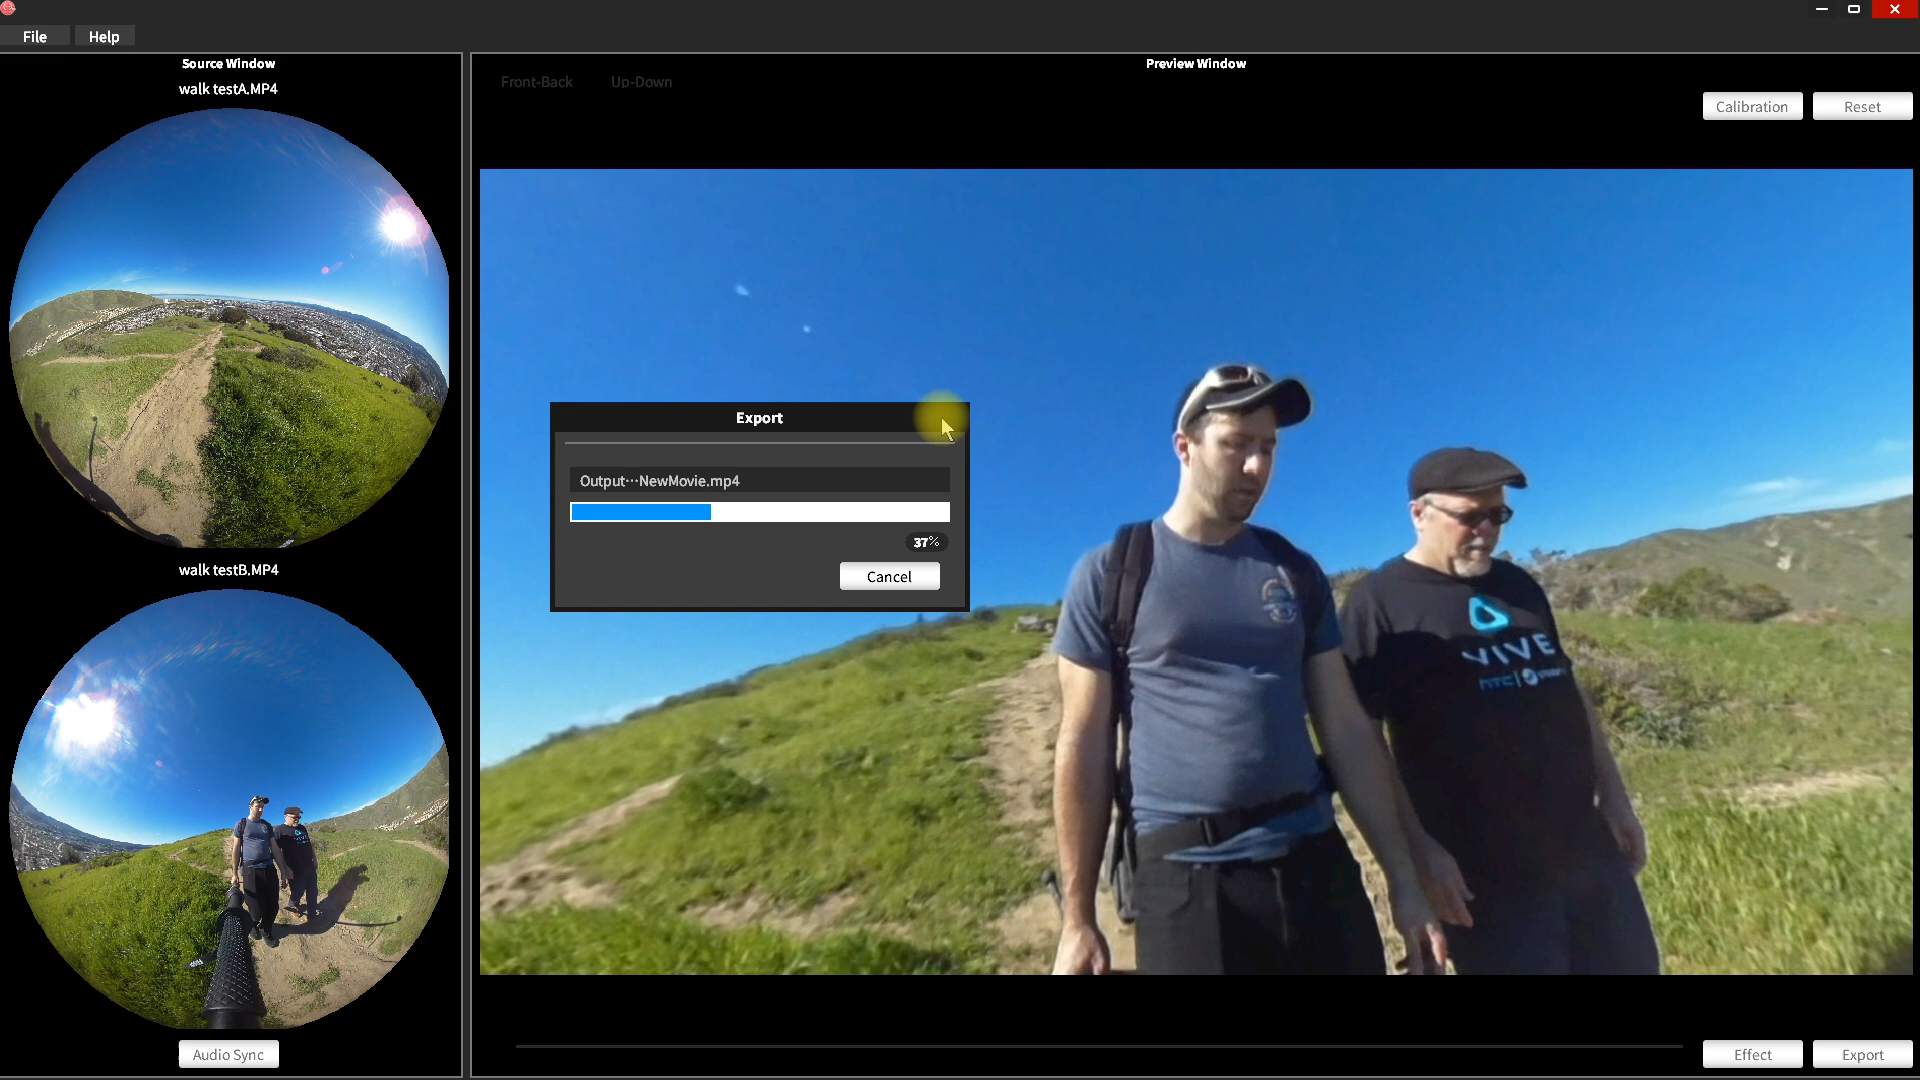 File
Help
Source Window
walk testA.MP4
walk testB.MP4
Audio Sync
Preview Window
Front-Back
Up-Down
Calibration
Reset
Export
Output···NewMovie.mp4
37%
Cancel
VIVE
HTC
Effect
Export